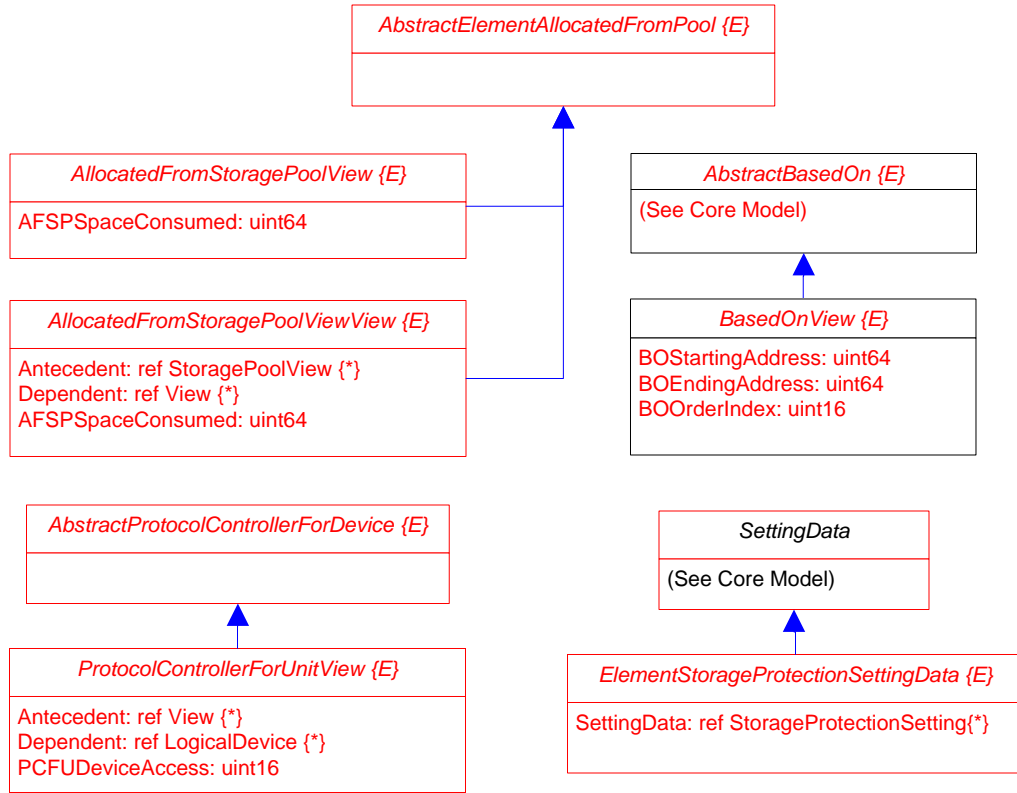 AbstractElementAllocatedFromPool {E}
AllocatedFromStoragePoolView {E}
AFSPSpaceConsumed: uint64
AbstractBasedOn {E}
(See Core Model)
AllocatedFromStoragePoolViewView {E}
Antecedent: ref StoragePoolView {*}
Dependent: ref View {*}
AFSPSpaceConsumed: uint64
BasedOnView {E}
BOStartingAddress: uint64
BOEndingAddress: uint64
BOOrderIndex: uint16
AbstractProtocolControllerForDevice {E}
SettingData
(See Core Model)
ProtocolControllerForUnitView {E}
Antecedent: ref View {*}
Dependent: ref LogicalDevice {*}
PCFUDeviceAccess: uint16
ElementStorageProtectionSettingData {E}
SettingData: ref StorageProtectionSetting{*}